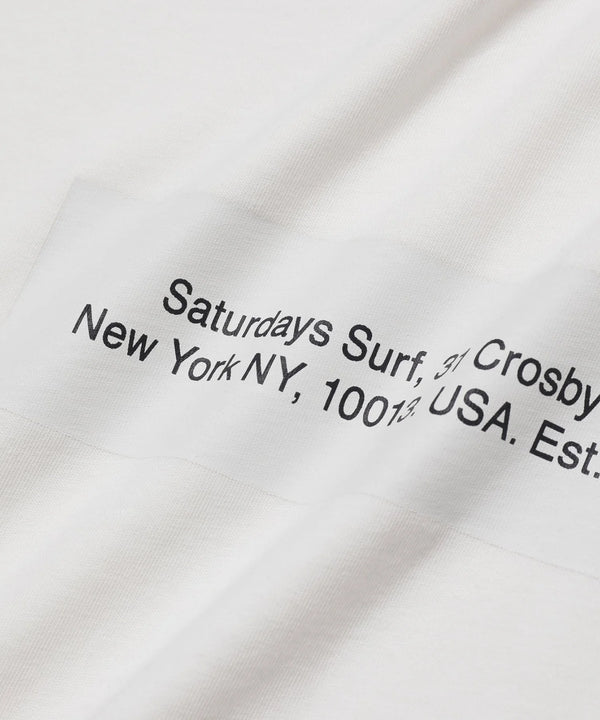 Saturdays Surf, 31 Crosby
New York NY, 10013. USA. Est.